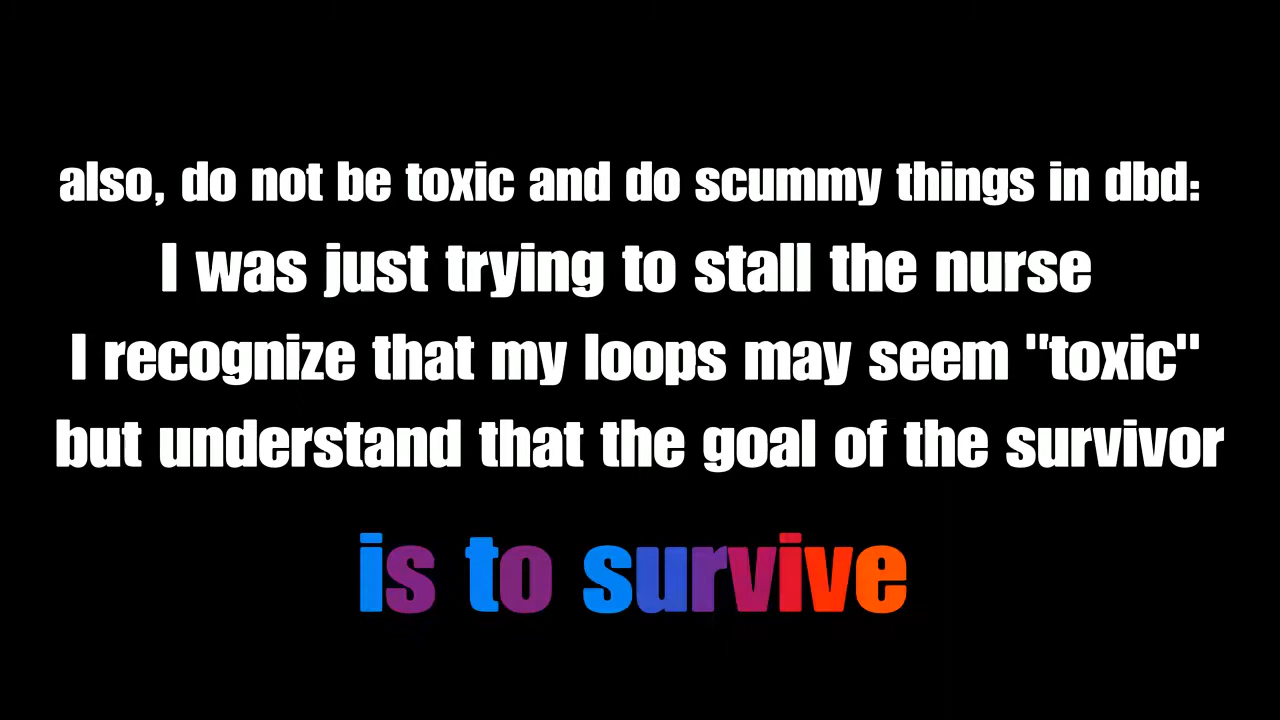 also, do not be toxic and do scummy things in dbd:
I was just trying to stall the nurse
I recognize that my loops may seem "toxic"
but understand that the goal of the survivor
is to survive